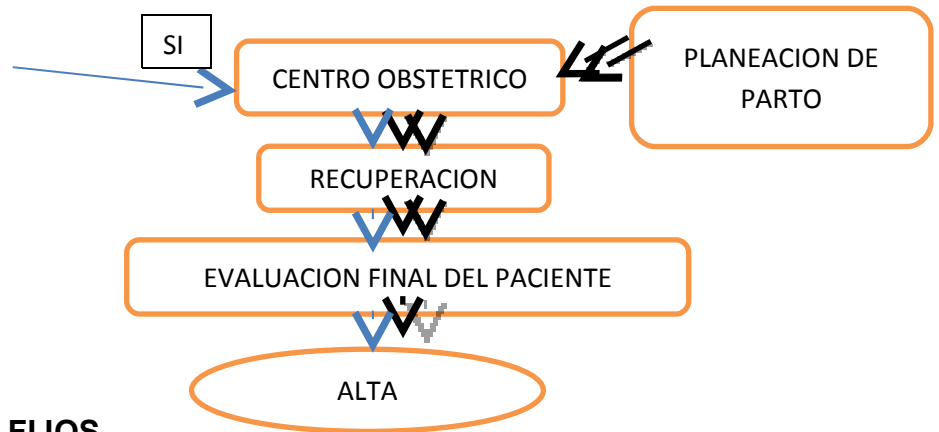 SI
CENTRO OBSTETRICO
PLANEACION DE
PARTO
RECUPERACION
EVALUACION FINAL DEL PACIENTE
ALTA